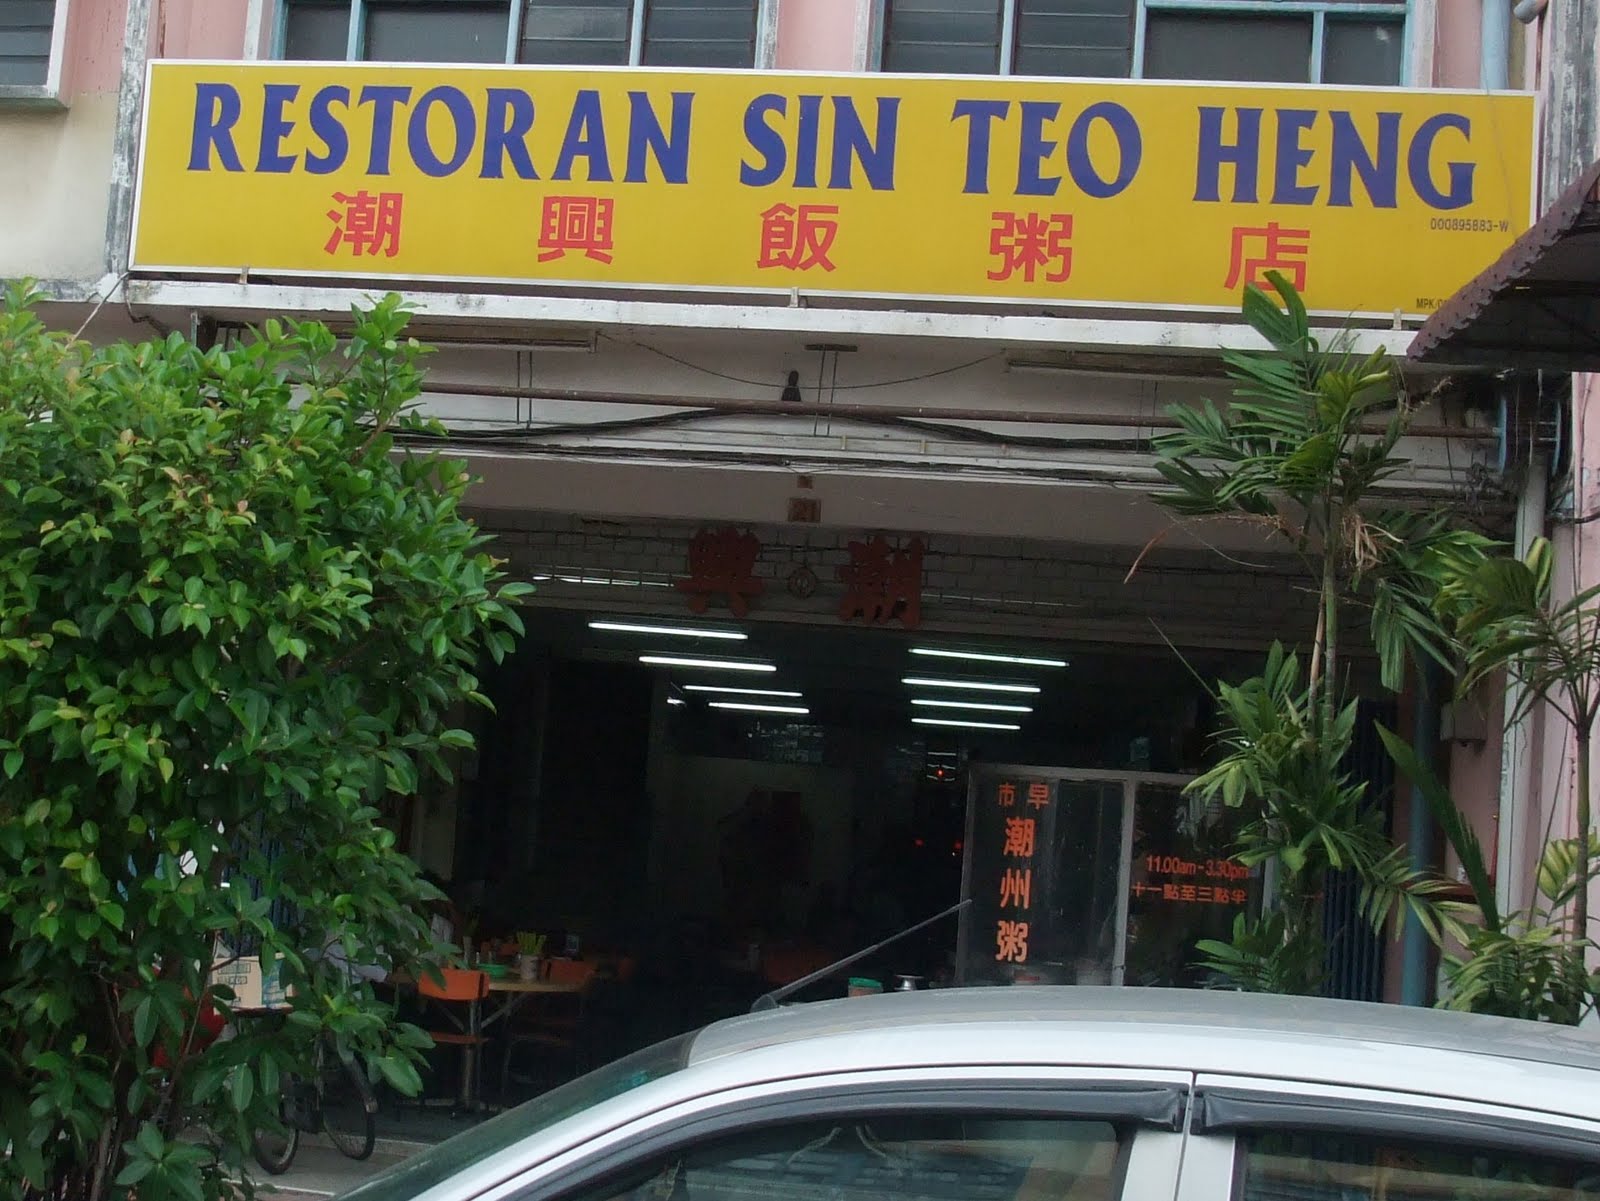 RESTORAN SIN TEO HENG
潮興飯粥店
000895883-W
21
興 潮
市早
潮州粥
11.00am - 3.30pm
十一點至三點半